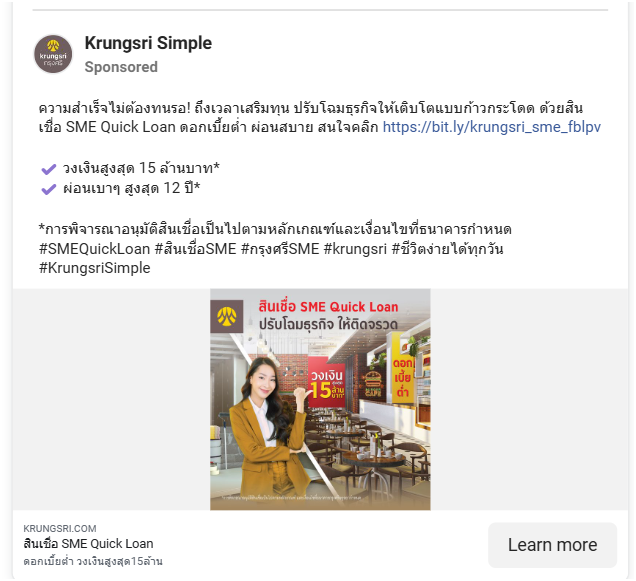 krungsri
กรุงศรี
Krungsri Simple
Sponsored
ความสำเร็จไม่ต้องทนรอ! ถึงเวลาเสริมทุน ปรับโฉมธุรกิจให้เติบโตแบบก้าวกระโดด ด้วยสิน
เชื่อ SME Quick Loan ดอกเบี้ยต่ำ ผ่อนสบาย สนใจคลิก https://bit.ly/krungsri_sme_fblpv
วงเงินสูงสุด 15 ล้านบาท*
ผ่อนเบาๆ สูงสุด 12 ปี*
*การพิจารณาอนุมัติสินเชื่อเป็นไปตามหลักเกณฑ์และเงื่อนไขที่ธนาคารกำหนด
#SMEQuickLoan #สินเชื่อSME #กรุงศรีSME #krungsri #ชีวิตง่ายได้ทุกวัน
#KrungsriSimple
สินเชื่อ SME Quick Loan
ปรับโฉมธุรกิจ ให้ติดจรวด
วงเงิน
สูงสุด
15 ล้านบาท*
ดอก
เบี้ย
ต่ำ
KRUNGSRI.COM
สินเชื่อ SME Quick Loan
ดอกเบี้ยต่ำ วงเงินสูงสุด15ล้าน
Learn more